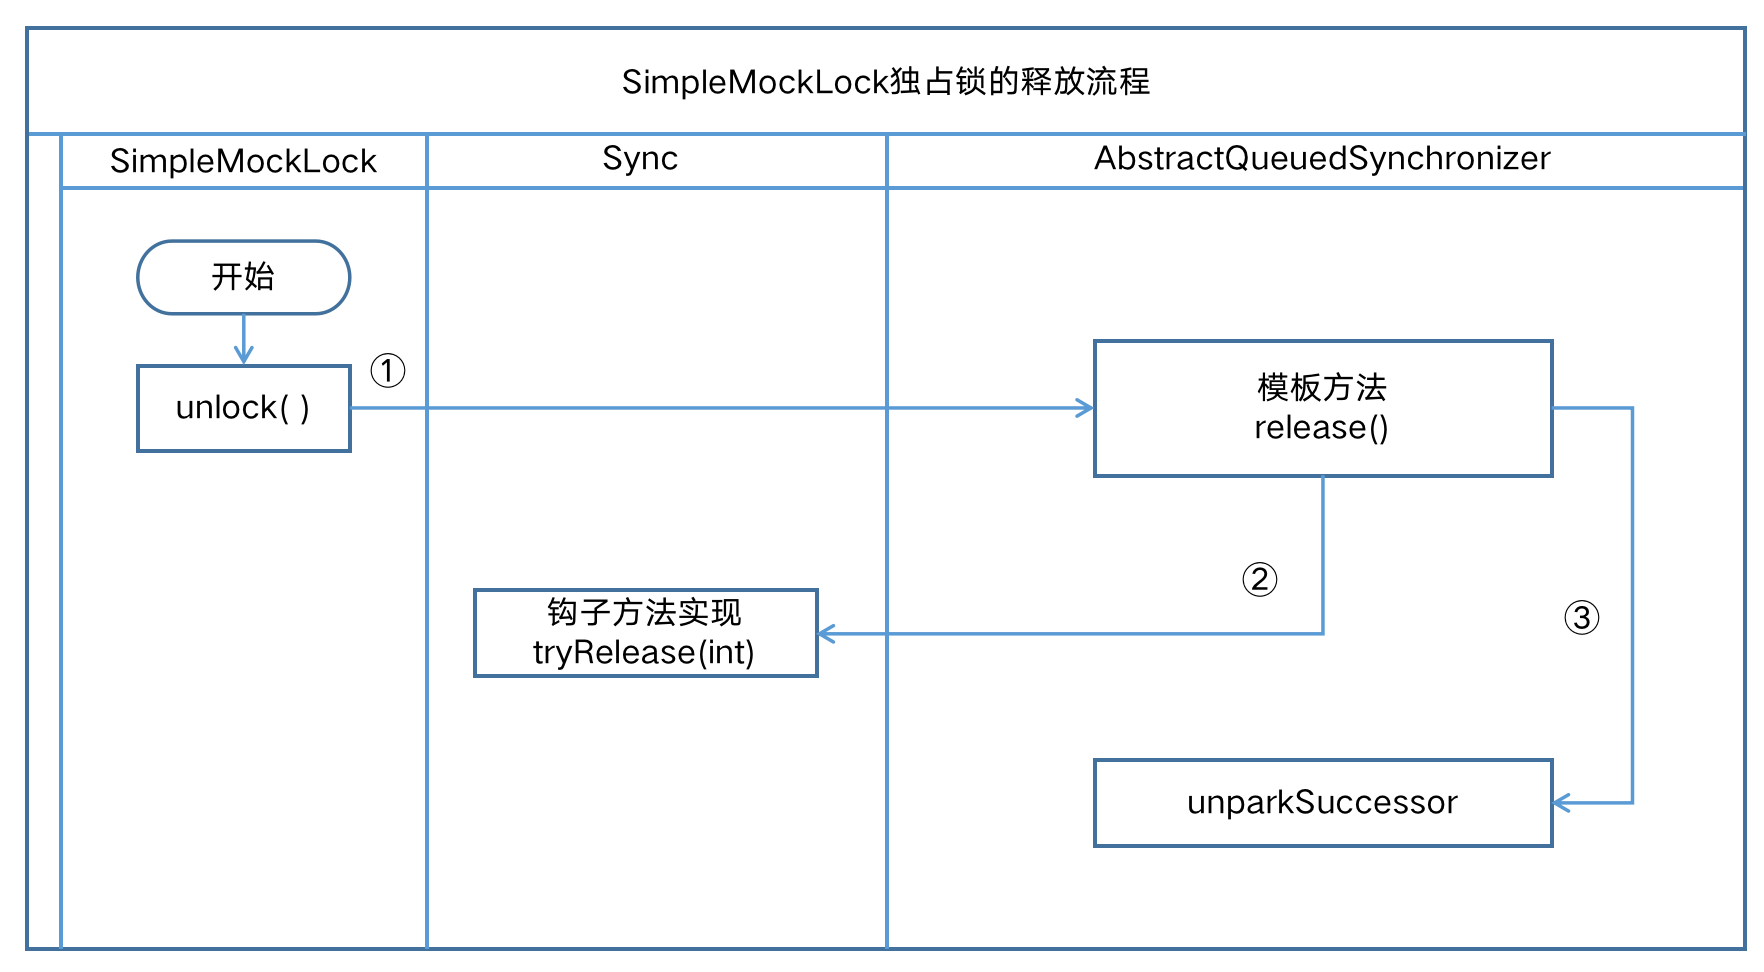 SimpleMockLock独占锁的释放流程
SimpleMockLock
Sync
AbstractQueuedSynchronizer
开始
unlock( )
①
模板方法
release()
②
钩子方法实现
tryRelease(int)
③
unparkSuccessor